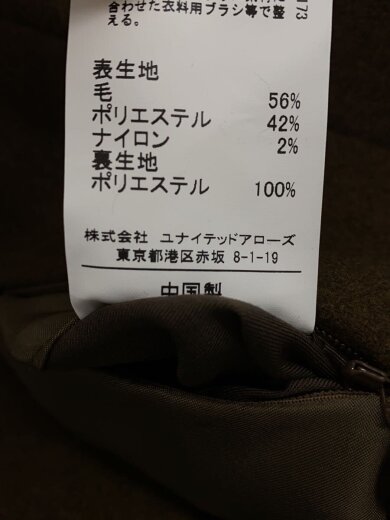 合わせた衣料用ブラシ等で整
える。
73
表生地
毛 56%
ポリエステル 42%
ナイロン 2%
裏生地
ポリエステル 100%
株式会社 ユナイテッドアローズ
東京都港区赤坂 8-1-19
中国製